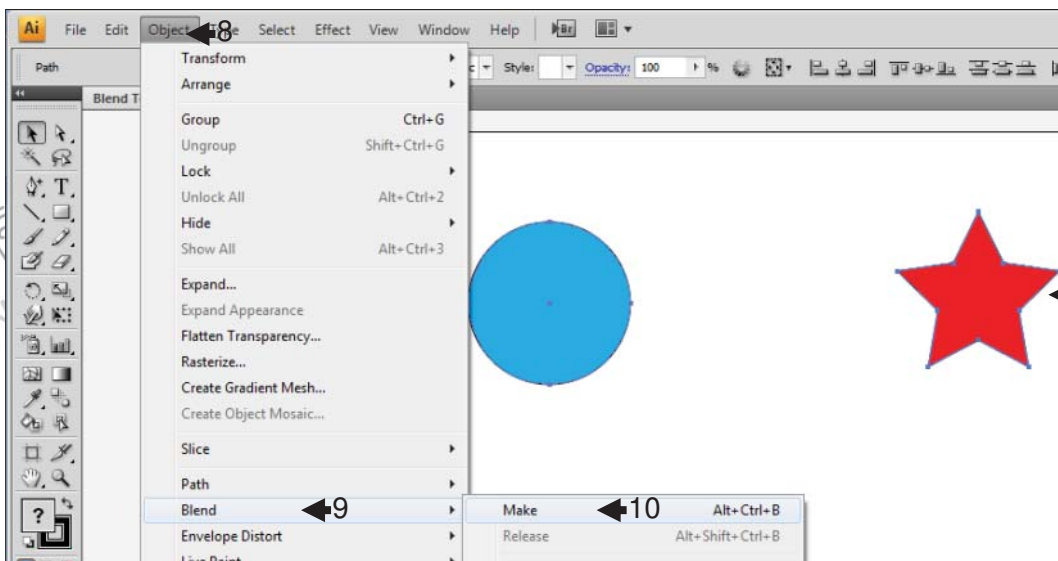 Ai File Edit Object 8 Select Effect View Window Help Br
Path Style: Opacity: 100 %
Blend T
Transform
Arrange
Group Ctrl+G
Ungroup Shift+Ctrl+G
Lock
Unlock All Alt+Ctrl+2
Hide
Show All Alt+Ctrl+3
Expand...
Expand Appearance
Flatten Transparency...
Rasterize...
Create Gradient Mesh...
Create Object Mosaic...
Slice
Path
Blend 9 Make 10 Alt+Ctrl+B
Envelope Distort Release Alt+Shift+Ctrl+B
Live Paint
T
?